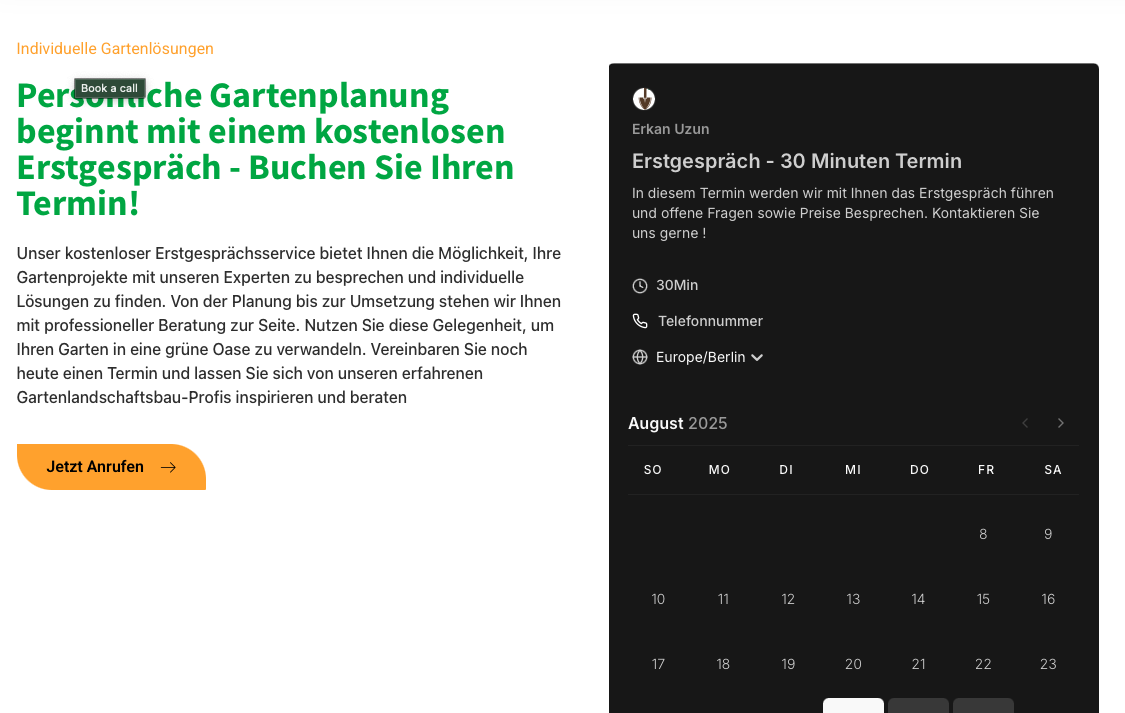 Individuelle Gartenlösungen
Book a call
Persönliche Gartenplanung
beginnt mit einem kostenlosen
Erstgespräch - Buchen Sie Ihren
Termin!
Unser kostenloser Erstgesprächsservice bietet Ihnen die Möglichkeit, Ihre
Gartenprojekte mit unseren Experten zu besprechen und individuelle
Lösungen zu finden. Von der Planung bis zur Umsetzung stehen wir Ihnen
mit professioneller Beratung zur Seite. Nutzen Sie diese Gelegenheit, um
Ihren Garten in eine grüne Oase zu verwandeln. Vereinbaren Sie noch
heute einen Termin und lassen Sie sich von unseren erfahrenen
Gartenlandschaftsbau-Profis inspirieren und beraten
Jetzt Anrufen
Erkan Uzun
Erstgespräch - 30 Minuten Termin
In diesem Termin werden wir mit Ihnen das Erstgespräch führen
und offene Fragen sowie Preise Besprechen. Kontaktieren Sie
uns gerne !
30Min
Telefonnummer
Europe/Berlin
August 2025
SO MO DI MI DO FR SA
8 9
10 11 12 13 14 15 16
17 18 19 20 21 22 23